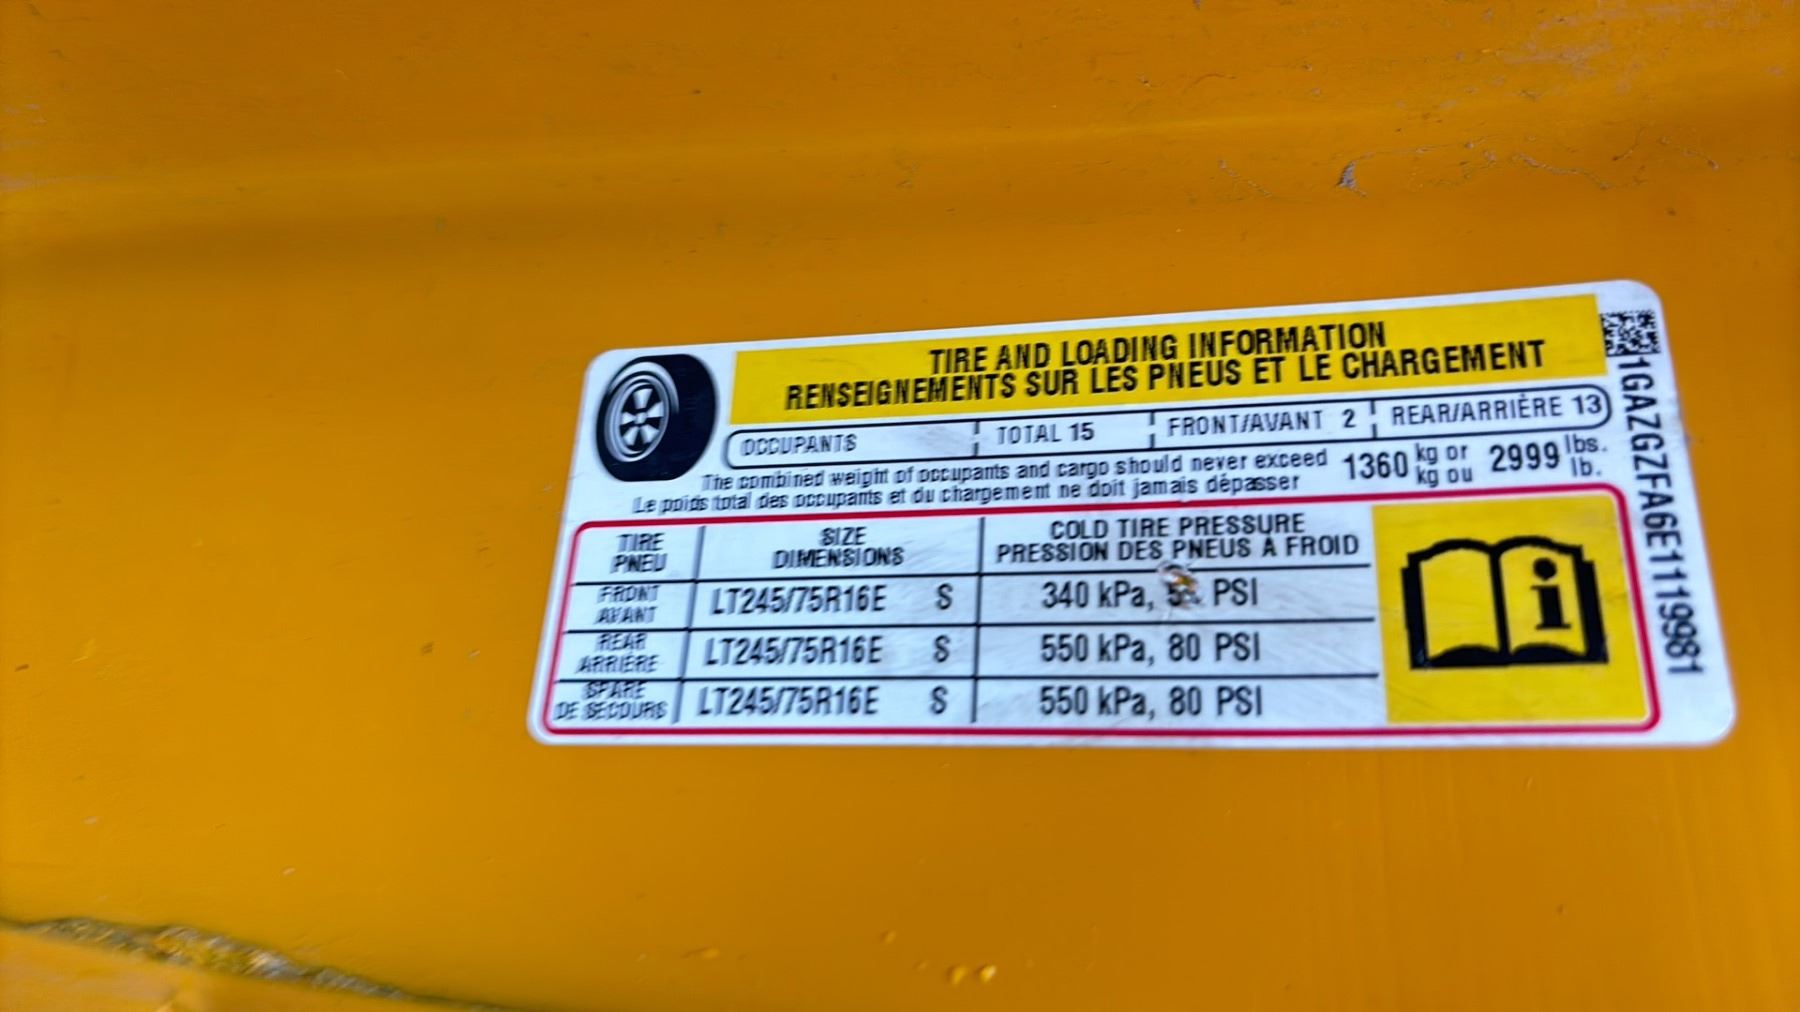 TIRE AND LOADING INFORMATION
RENSEIGNEMENTS SUR LES PNEUS ET LE CHARGEMENT
OCCUPANTS TOTAL 15 FRONT/AVANT 2 REAR/ARRIÈRE 13
The combined weight of occupants and cargo should never exceed 1360 kg or 2999 lbs.
Le poids total des occupants et du chargement ne doit jamais dépasser kg ou lb.
TIRE SIZE COLD TIRE PRESSURE
PNEU DIMENSIONS PRESSION DES PNEUS A FROID
FRONT AVANT LT245/75R16E S 340 kPa, PSI
REAR ARRIÈRE LT245/75R16E S 550 kPa, 80 PSI
SPARE DE SECOURS LT245/75R16E S 550 kPa, 80 PSI
1GAZGZFA6E1119981